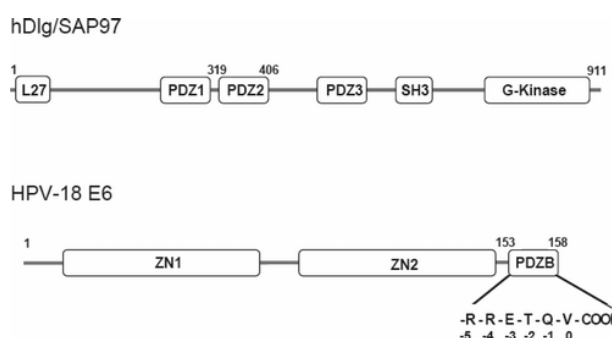 hDlg/SAP97
1 319 406 911
L27 PDZ1 PDZ2 PDZ3 SH3 G-Kinase
HPV-18 E6
1 153 158
ZN1 ZN2 PDZB
-R-R-E-T-Q-V-COO
-5 -4 -3 -2 -1 0